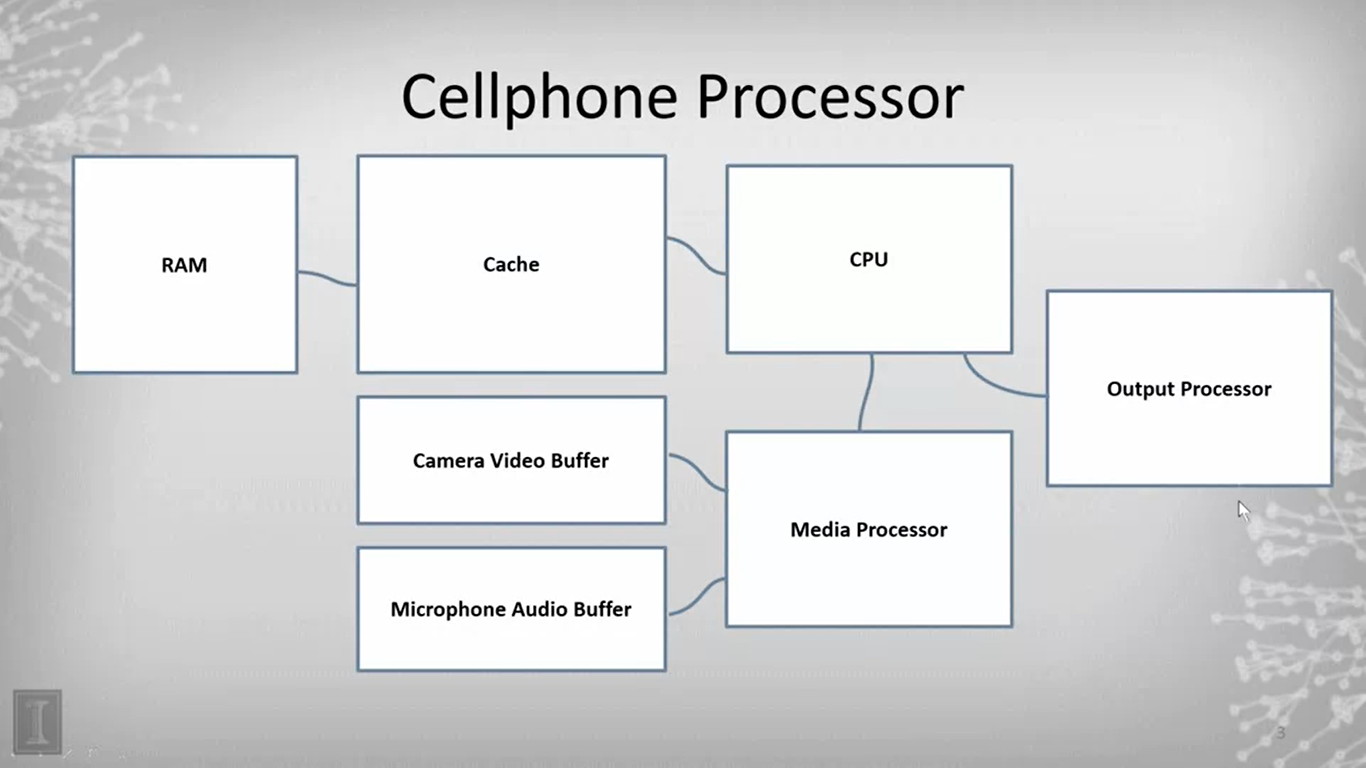 Cellphone Processor
RAM
Cache
CPU
Output Processor
Camera Video Buffer
Media Processor
Microphone Audio Buffer
I
3